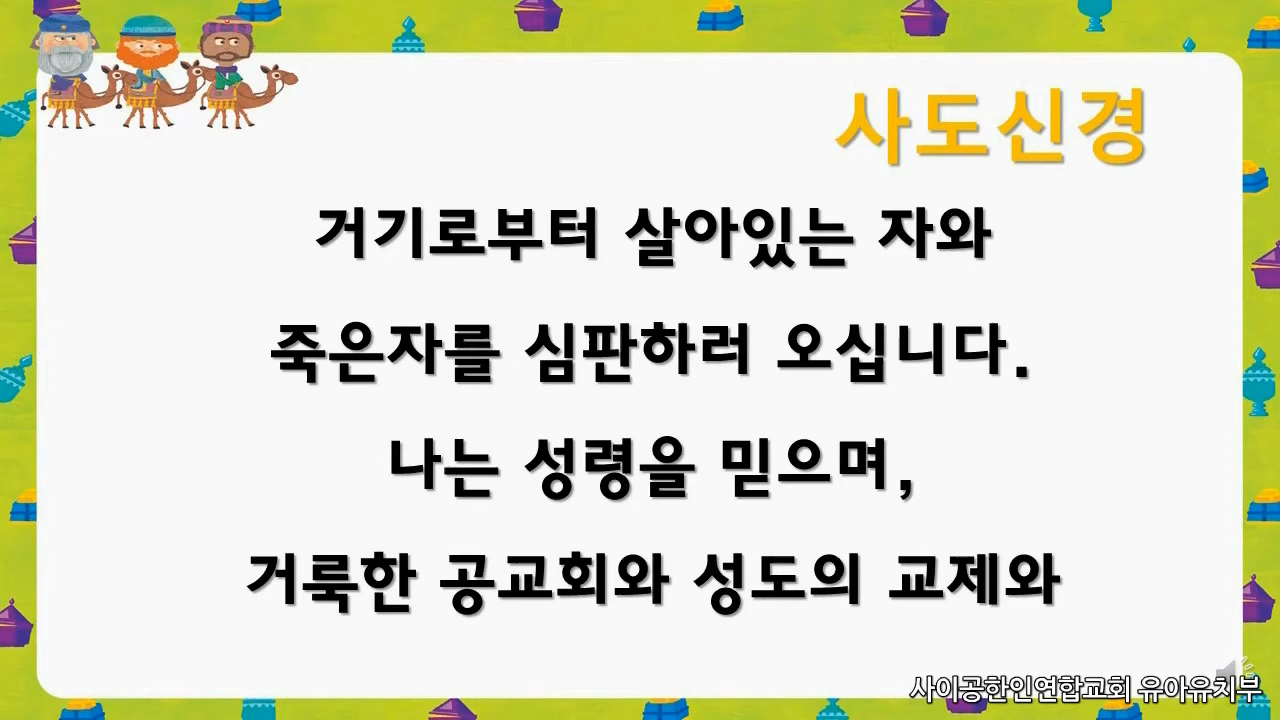 사도신경
거기로부터 살아있는 자와
죽은자를 심판하러 오십니다.
나는 성령을 믿으며,
거룩한 공교회와 성도의 교제와
사이공한인연합교회 유아유치부